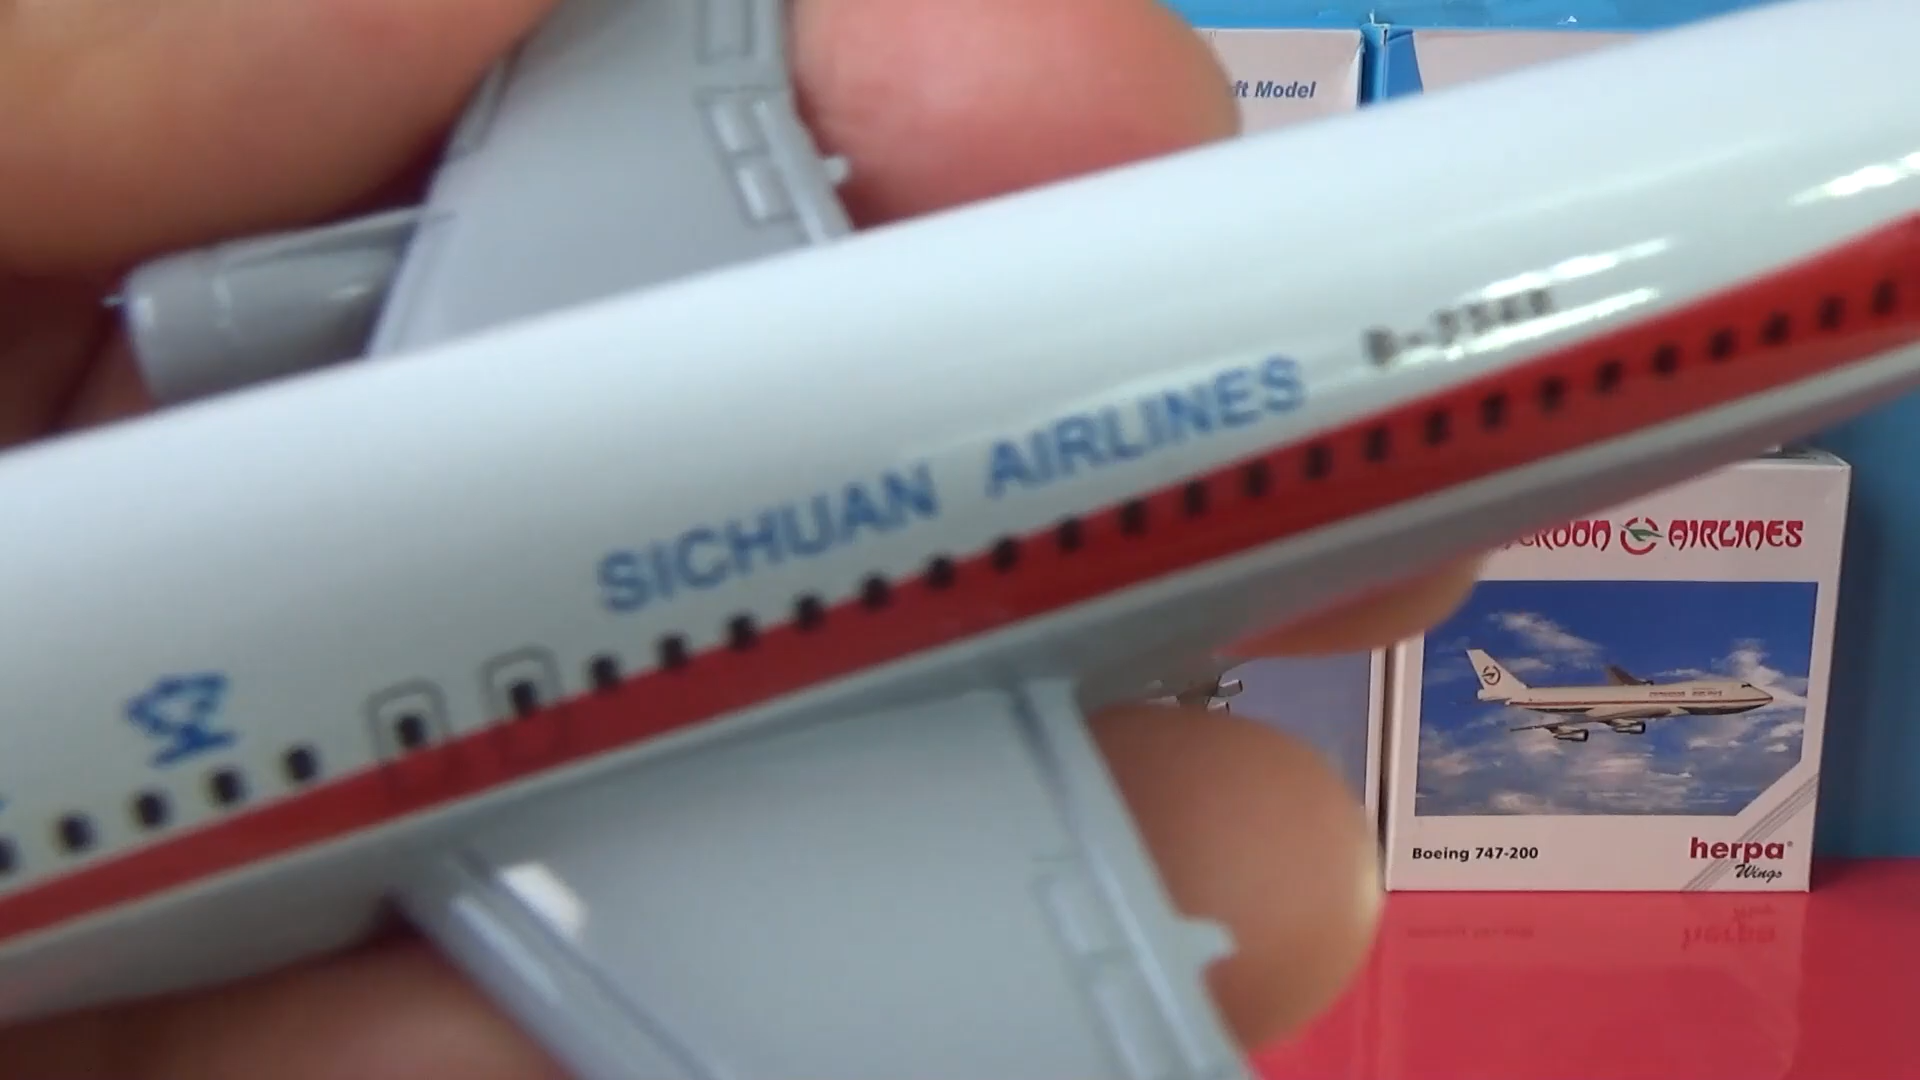 ft Model
SICHUAN AIRLINES
AIRLINES
Boeing 747-200
herpa
Wings